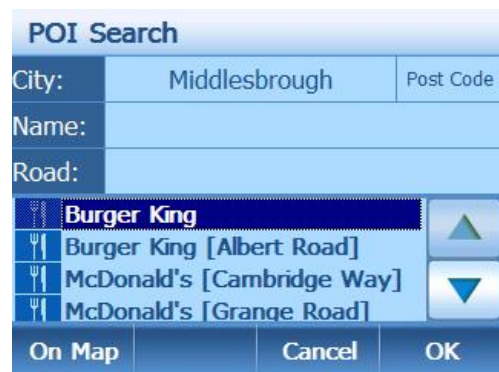 POI Search
City: Middlesbrough Post Code
Name:
Road:
Burger King
Burger King [Albert Road]
McDonald's [Cambridge Way]
McDonald's [Grange Road]
On Map Cancel OK